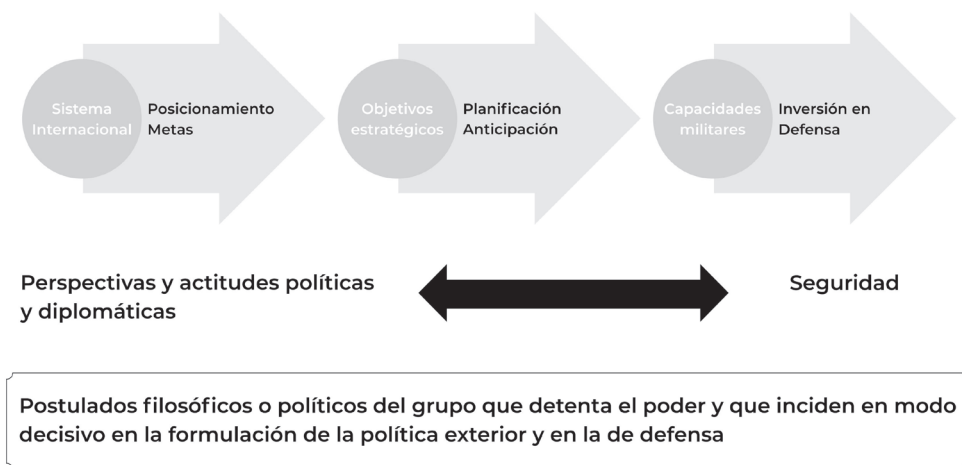 Sistema
Internacional
Posicionamiento
Metas
Objetivos
estratégicos
Planificación
Anticipación
Capacidades
militares
Inversión en
Defensa
Perspectivas y actitudes políticas
y diplomáticas
Seguridad
Postulados filosóficos o políticos del grupo que detenta el poder y que inciden en modo
decisivo en la formulación de la política exterior y en la de defensa